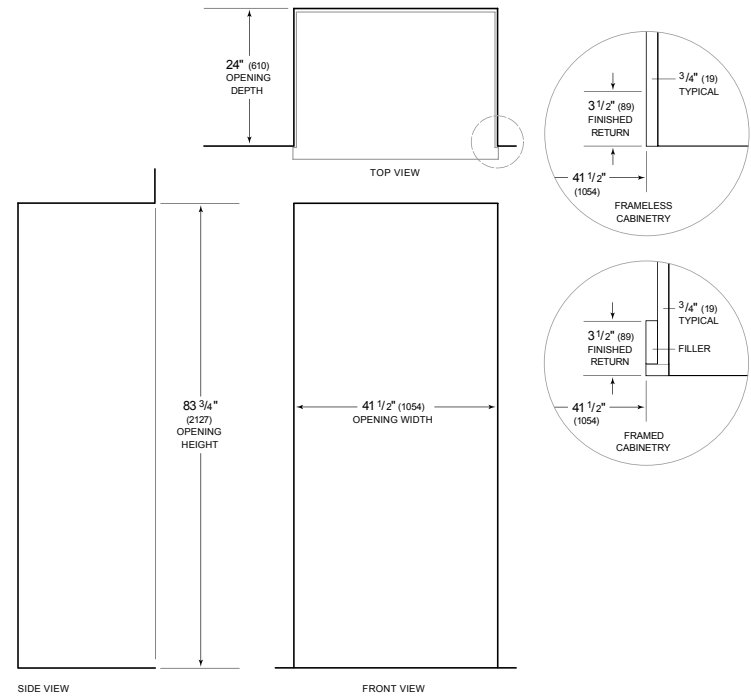 24" (610)
OPENING
DEPTH
TOP VIEW
3/4" (19)
TYPICAL
3 1/2" (89)
FINISHED
RETURN
41 1/2"
(1054)
FRAMELESS
CABINETRY
3/4" (19)
TYPICAL
3 1/2" (89)
FINISHED
RETURN
FILLER
41 1/2"
(1054)
FRAMED
CABINETRY
83 3/4"
(2127)
OPENING
HEIGHT
41 1/2" (1054)
OPENING WIDTH
SIDE VIEW
FRONT VIEW